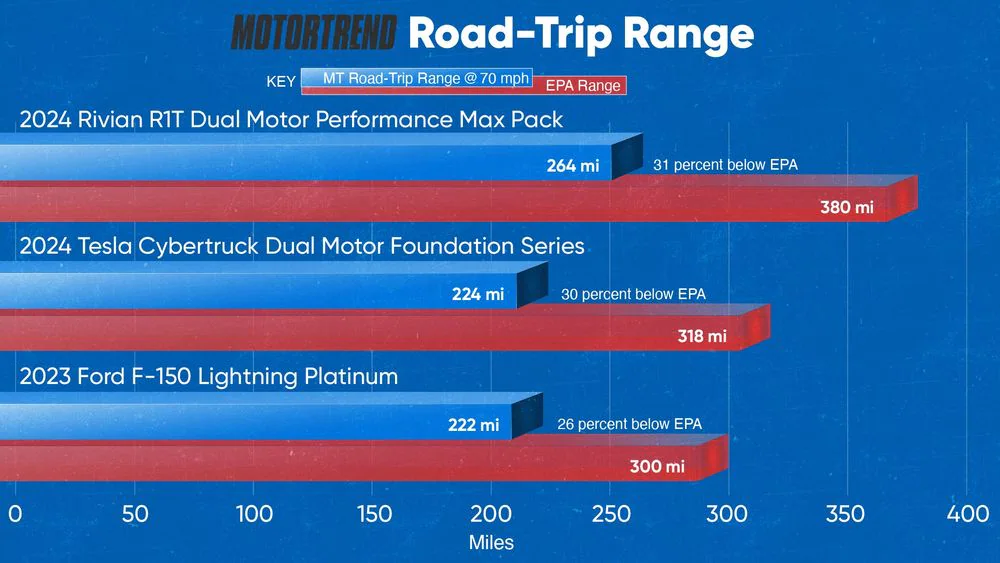 MOTORTREND Road-Trip Range
KEY MT Road-Trip Range @ 70 mph EPA Range
2024 Rivian R1T Dual Motor Performance Max Pack
264 mi 31 percent below EPA
380 mi
2024 Tesla Cybertruck Dual Motor Foundation Series
224 mi 30 percent below EPA
318 mi
2023 Ford F-150 Lightning Platinum
222 mi 26 percent below EPA
300 mi
0 50 100 150 200 250 300 350 400
Miles